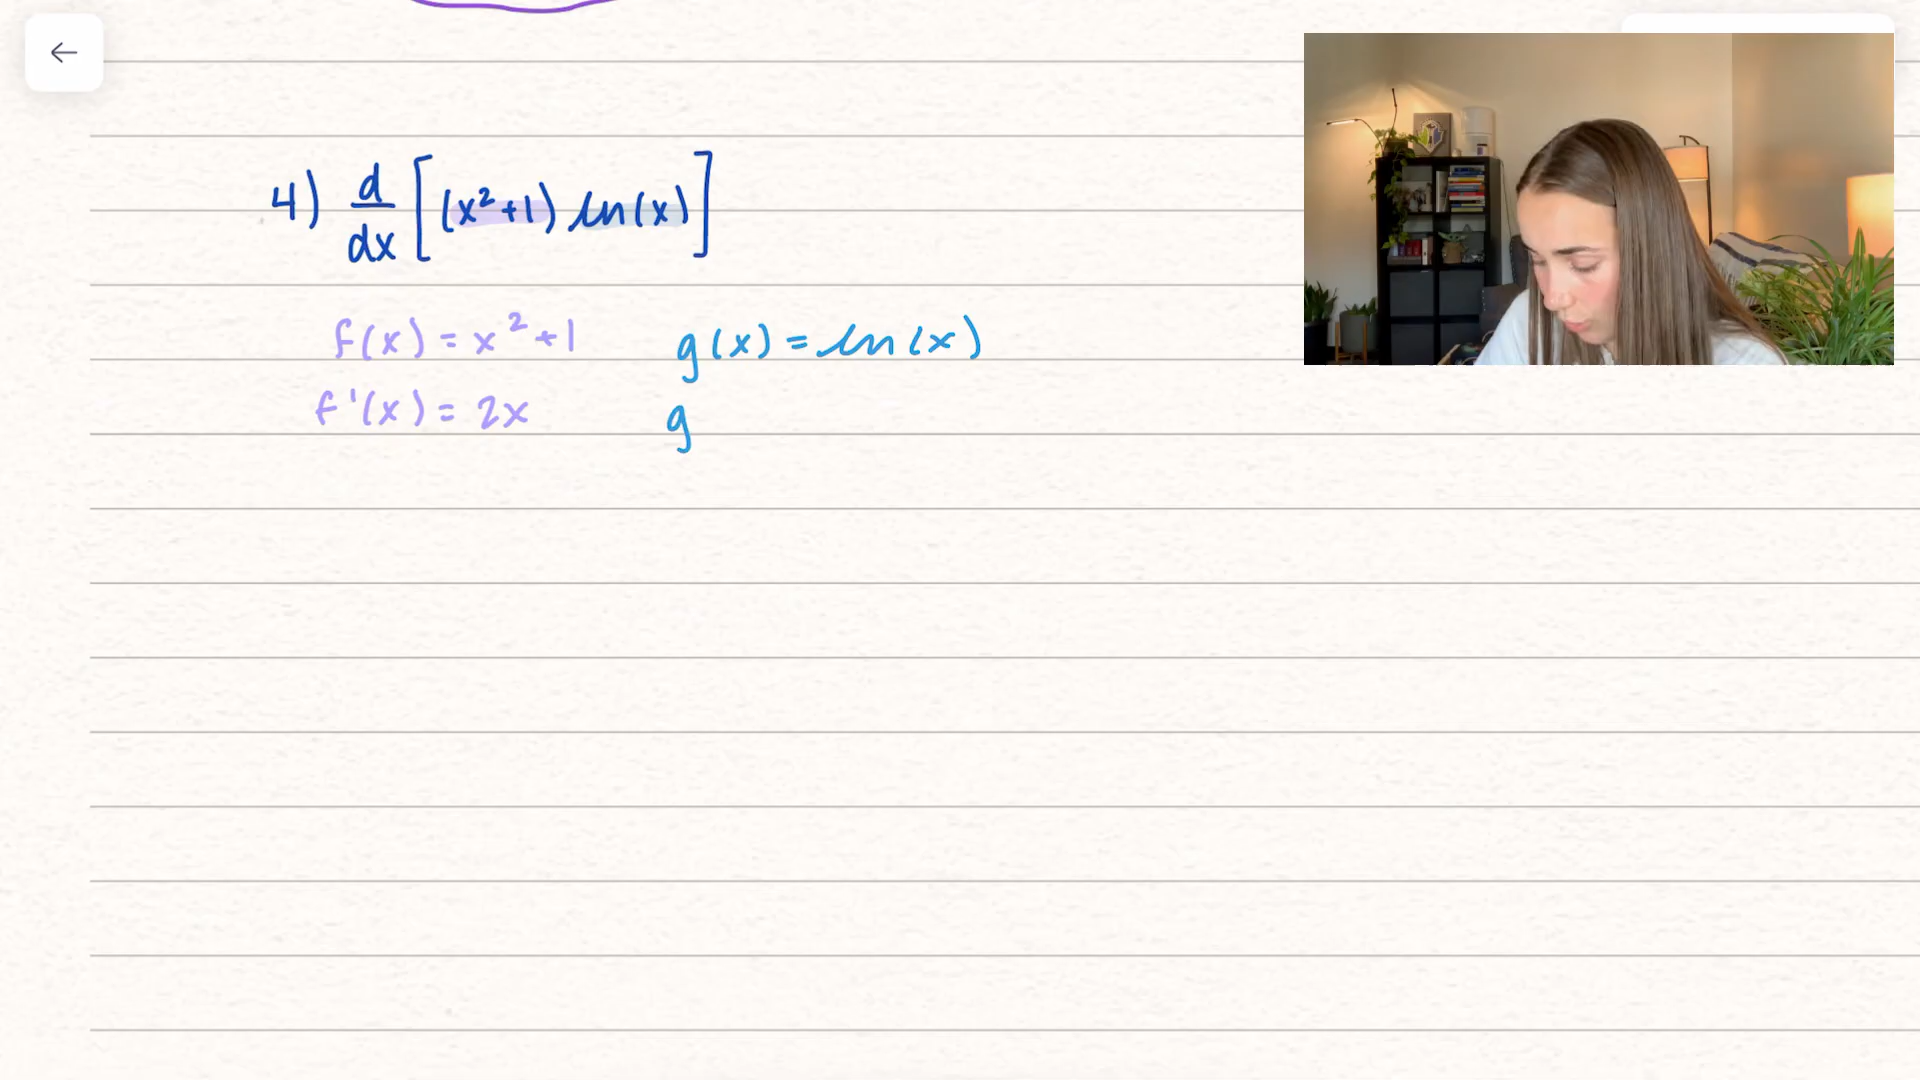 4) d/dx [(x²+1) ln(x)]
f(x) = x²+1 g(x) = ln(x)
f'(x) = 2x g